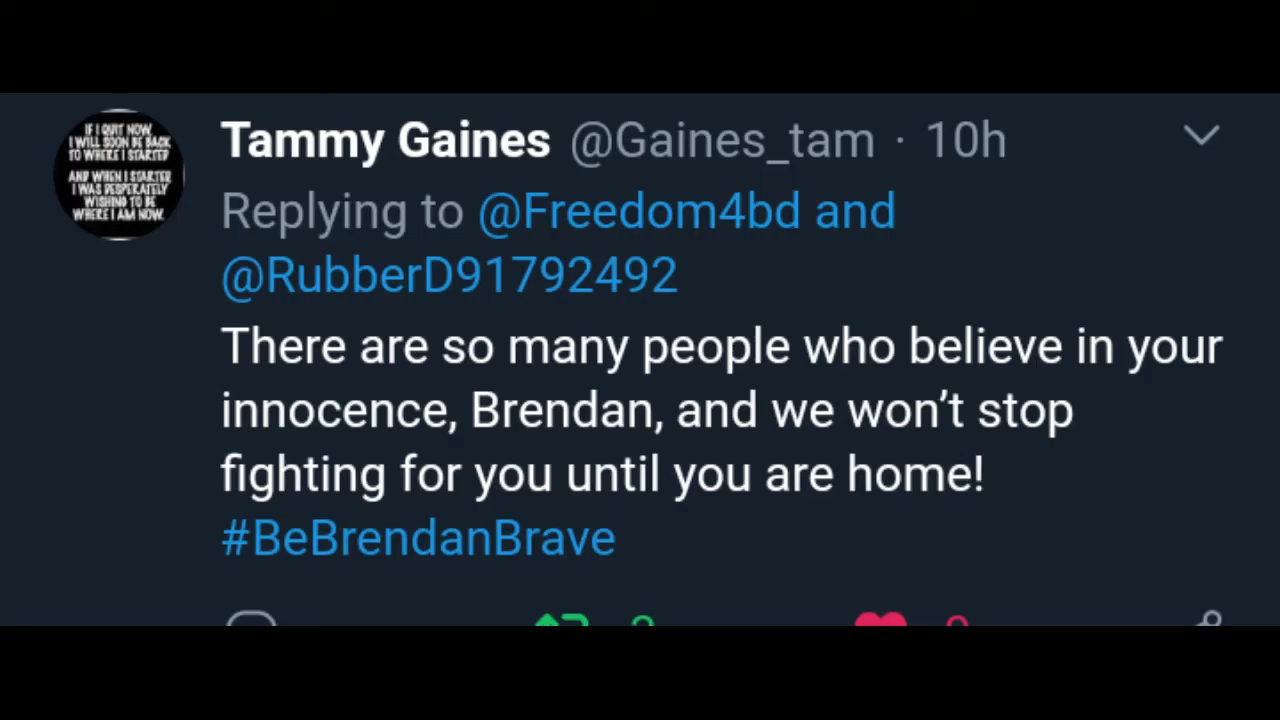 IF I QUIT NOW,
I WILL SOON BE BACK
TO WHERE I STARTED
AND WHEN I STARTED
I WAS DESPERATELY
WISHING TO BE
WHERE I AM NOW.
Tammy Gaines @Gaines_tam · 10h
Replying to @Freedom4bd and
@RubberD91792492
There are so many people who believe in your
innocence, Brendan, and we won’t stop
fighting for you until you are home!
#BeBrendanBrave